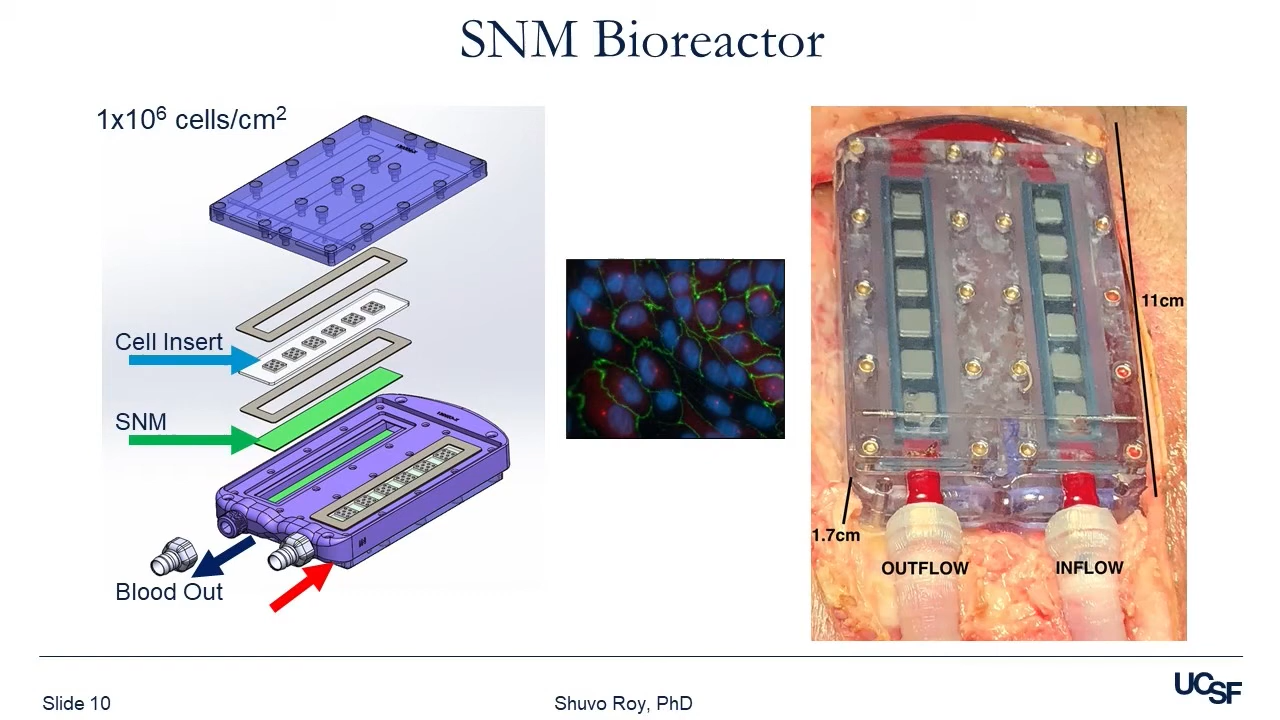 SNM Bioreactor
1x10⁶ cells/cm²
Cell Insert
SNM
Blood Out
11cm
1.7cm
OUTFLOW
INFLOW
Slide 10
Shuvo Roy, PhD
UCSF